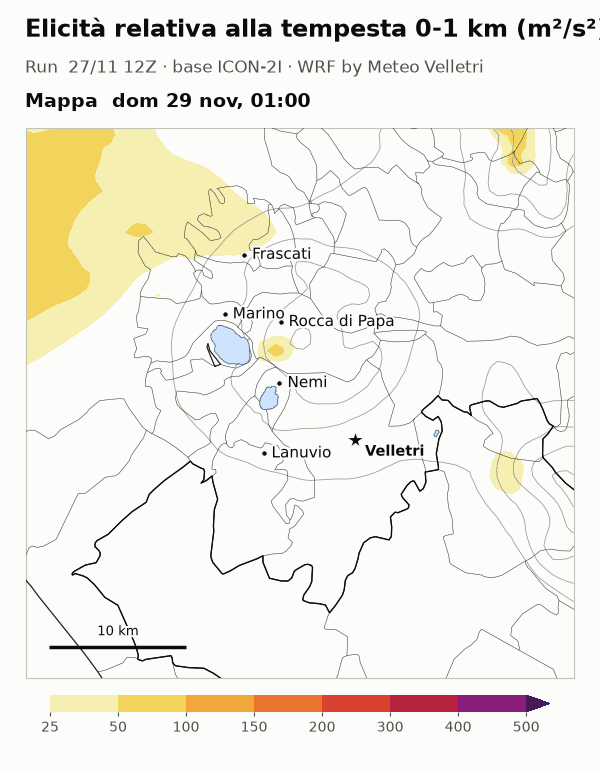 Elicità relativa alla tempesta 0-1 km (m²/s²)
Run  27/11 12Z · base ICON-2I · WRF by Meteo Velletri
Mappa  dom 29 nov, 01:00
Frascati
Marino
Rocca di Papa
Nemi
Velletri
Lanuvio
10 km
25 50 100 150 200 300 400 500